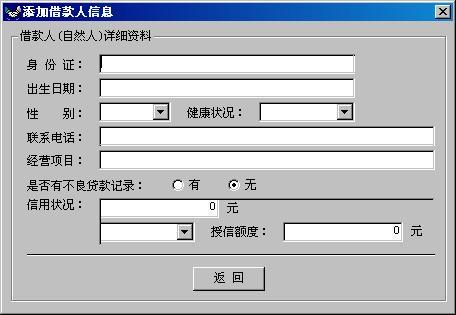 添加借款人信息
借款人(自然人)详细资料
身 份 证：
出生日期：
性 别： 健康状况：
联系电话：
经营项目：
是否有不良贷款记录： 有 无
信用状况： 0 元
授信额度： 0 元
返 回